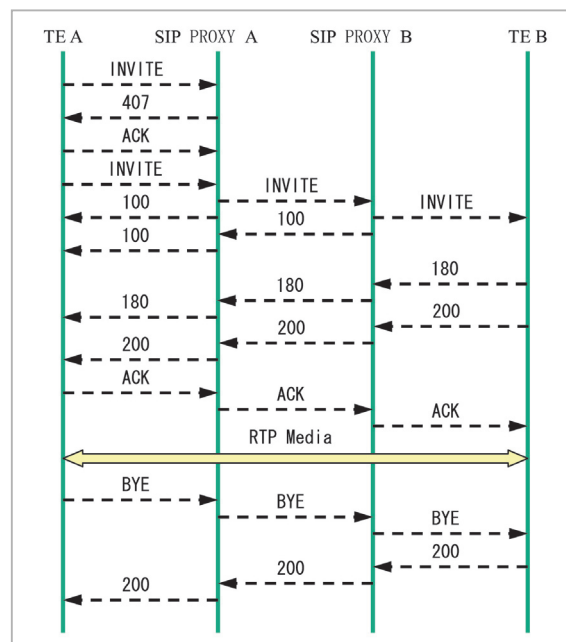 TE A SIP PROXY A SIP PROXY B TE B
INVITE
407
ACK
INVITE
INVITE
100
INVITE
100
100
180
180
180
200
200
200
ACK
ACK
ACK
RTP Media
BYE
BYE
BYE
200
200
200